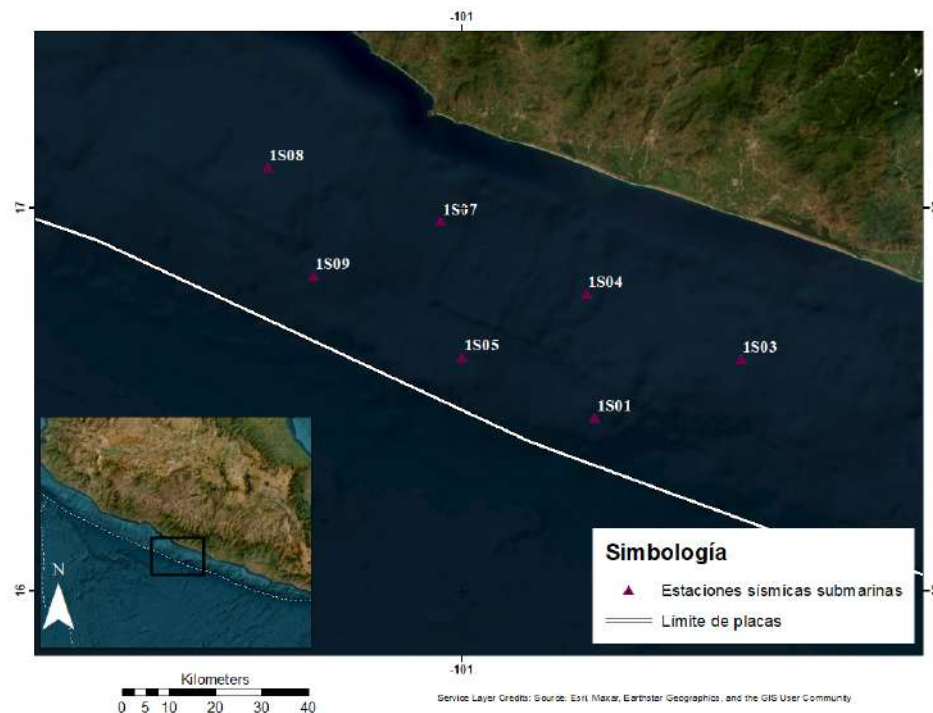 -101
1S08
17
1S07
1S09
1S04
1S05
1S03
1S01
N
16
Simbología
Estaciones sísmicas submarinas
Límite de placas
-101
Kilometers
0 5 10 20 30 40
Service Layer Credits: Source: Esri, Maxar, Earthstar Geographics, and the GIS User Community